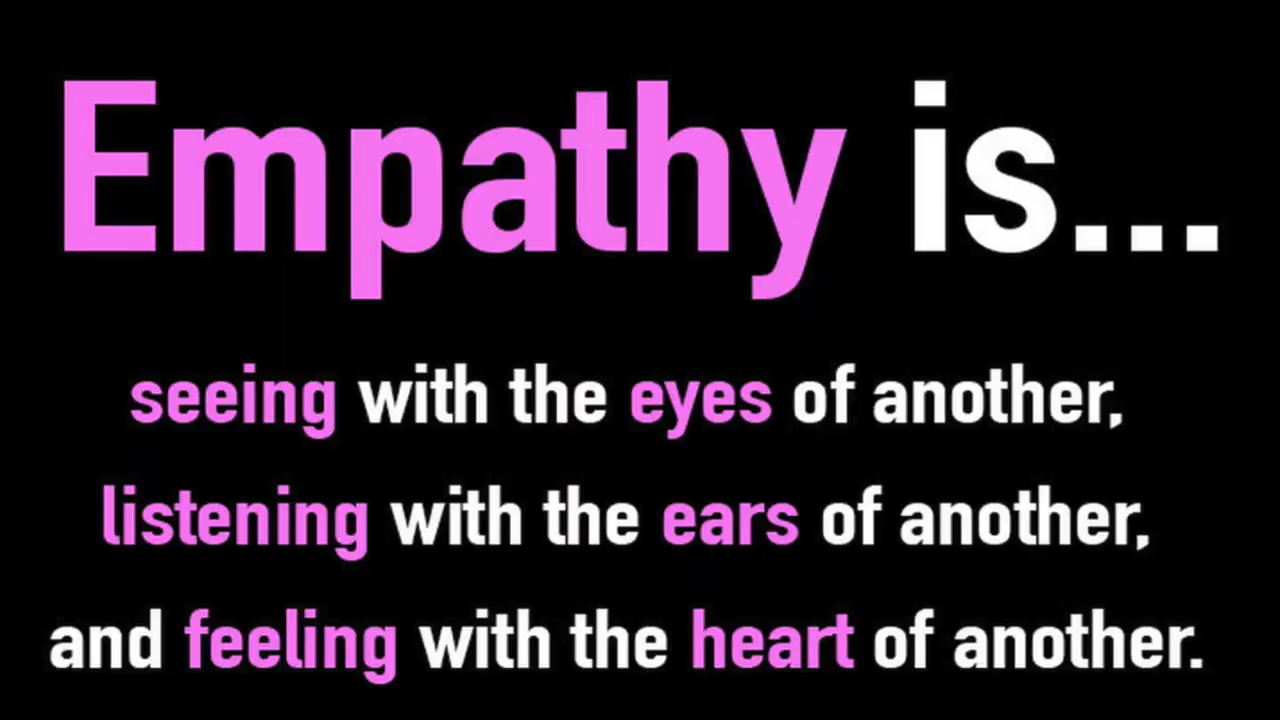 Empathy is...
seeing with the eyes of another,
listening with the ears of another,
and feeling with the heart of another.